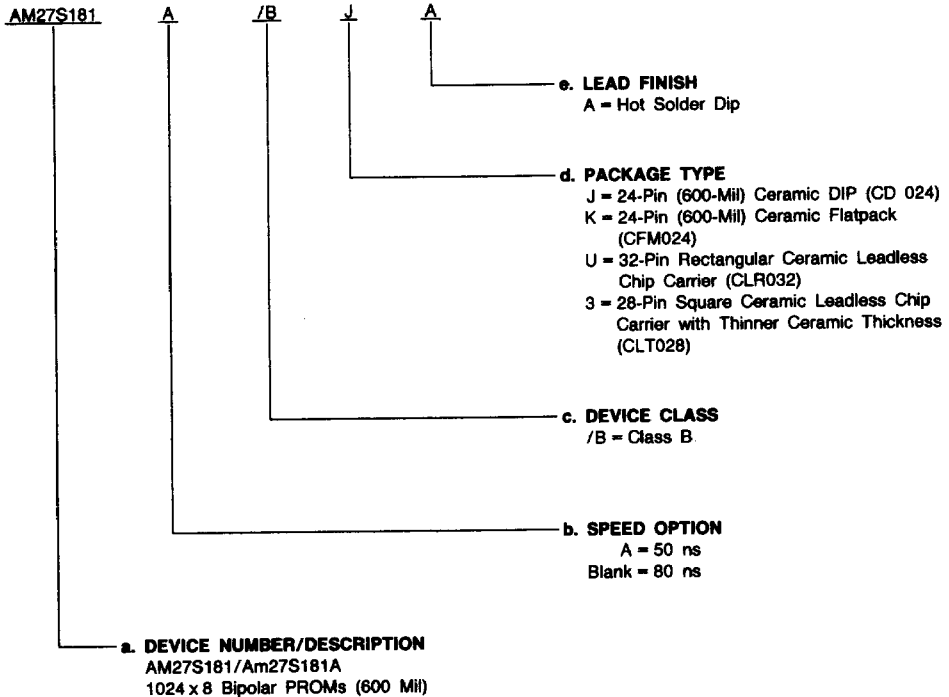 AM27S181 A /B J A
e. LEAD FINISH
A = Hot Solder Dip
d. PACKAGE TYPE
J = 24-Pin (600-Mil) Ceramic DIP (CD 024)
K = 24-Pin (600-Mil) Ceramic Flatpack
(CFM024)
U = 32-Pin Rectangular Ceramic Leadless
Chip Carrier (CLR032)
3 = 28-Pin Square Ceramic Leadless Chip
Carrier with Thinner Ceramic Thickness
(CLT028)
c. DEVICE CLASS
/B = Class B
b. SPEED OPTION
A = 50 ns
Blank = 80 ns
a. DEVICE NUMBER/DESCRIPTION
AM27S181/Am27S181A
1024 x 8 Bipolar PROMs (600 Mil)